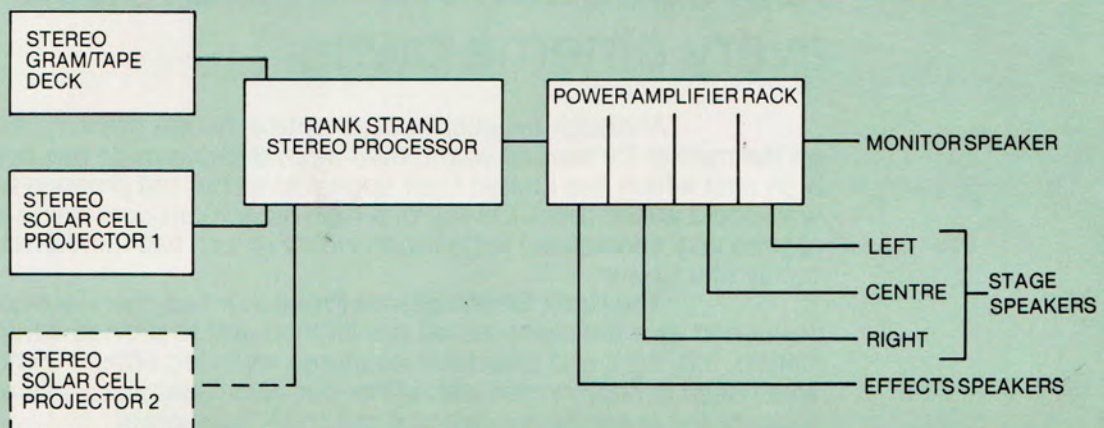 STEREO
GRAM/TAPE
DECK
RANK STRAND
STEREO PROCESSOR
POWER AMPLIFIER RACK
MONITOR SPEAKER
STEREO
SOLAR CELL
PROJECTOR 1
LEFT
CENTRE
RIGHT
STAGE
SPEAKERS
EFFECTS SPEAKERS
STEREO
SOLAR CELL
PROJECTOR 2